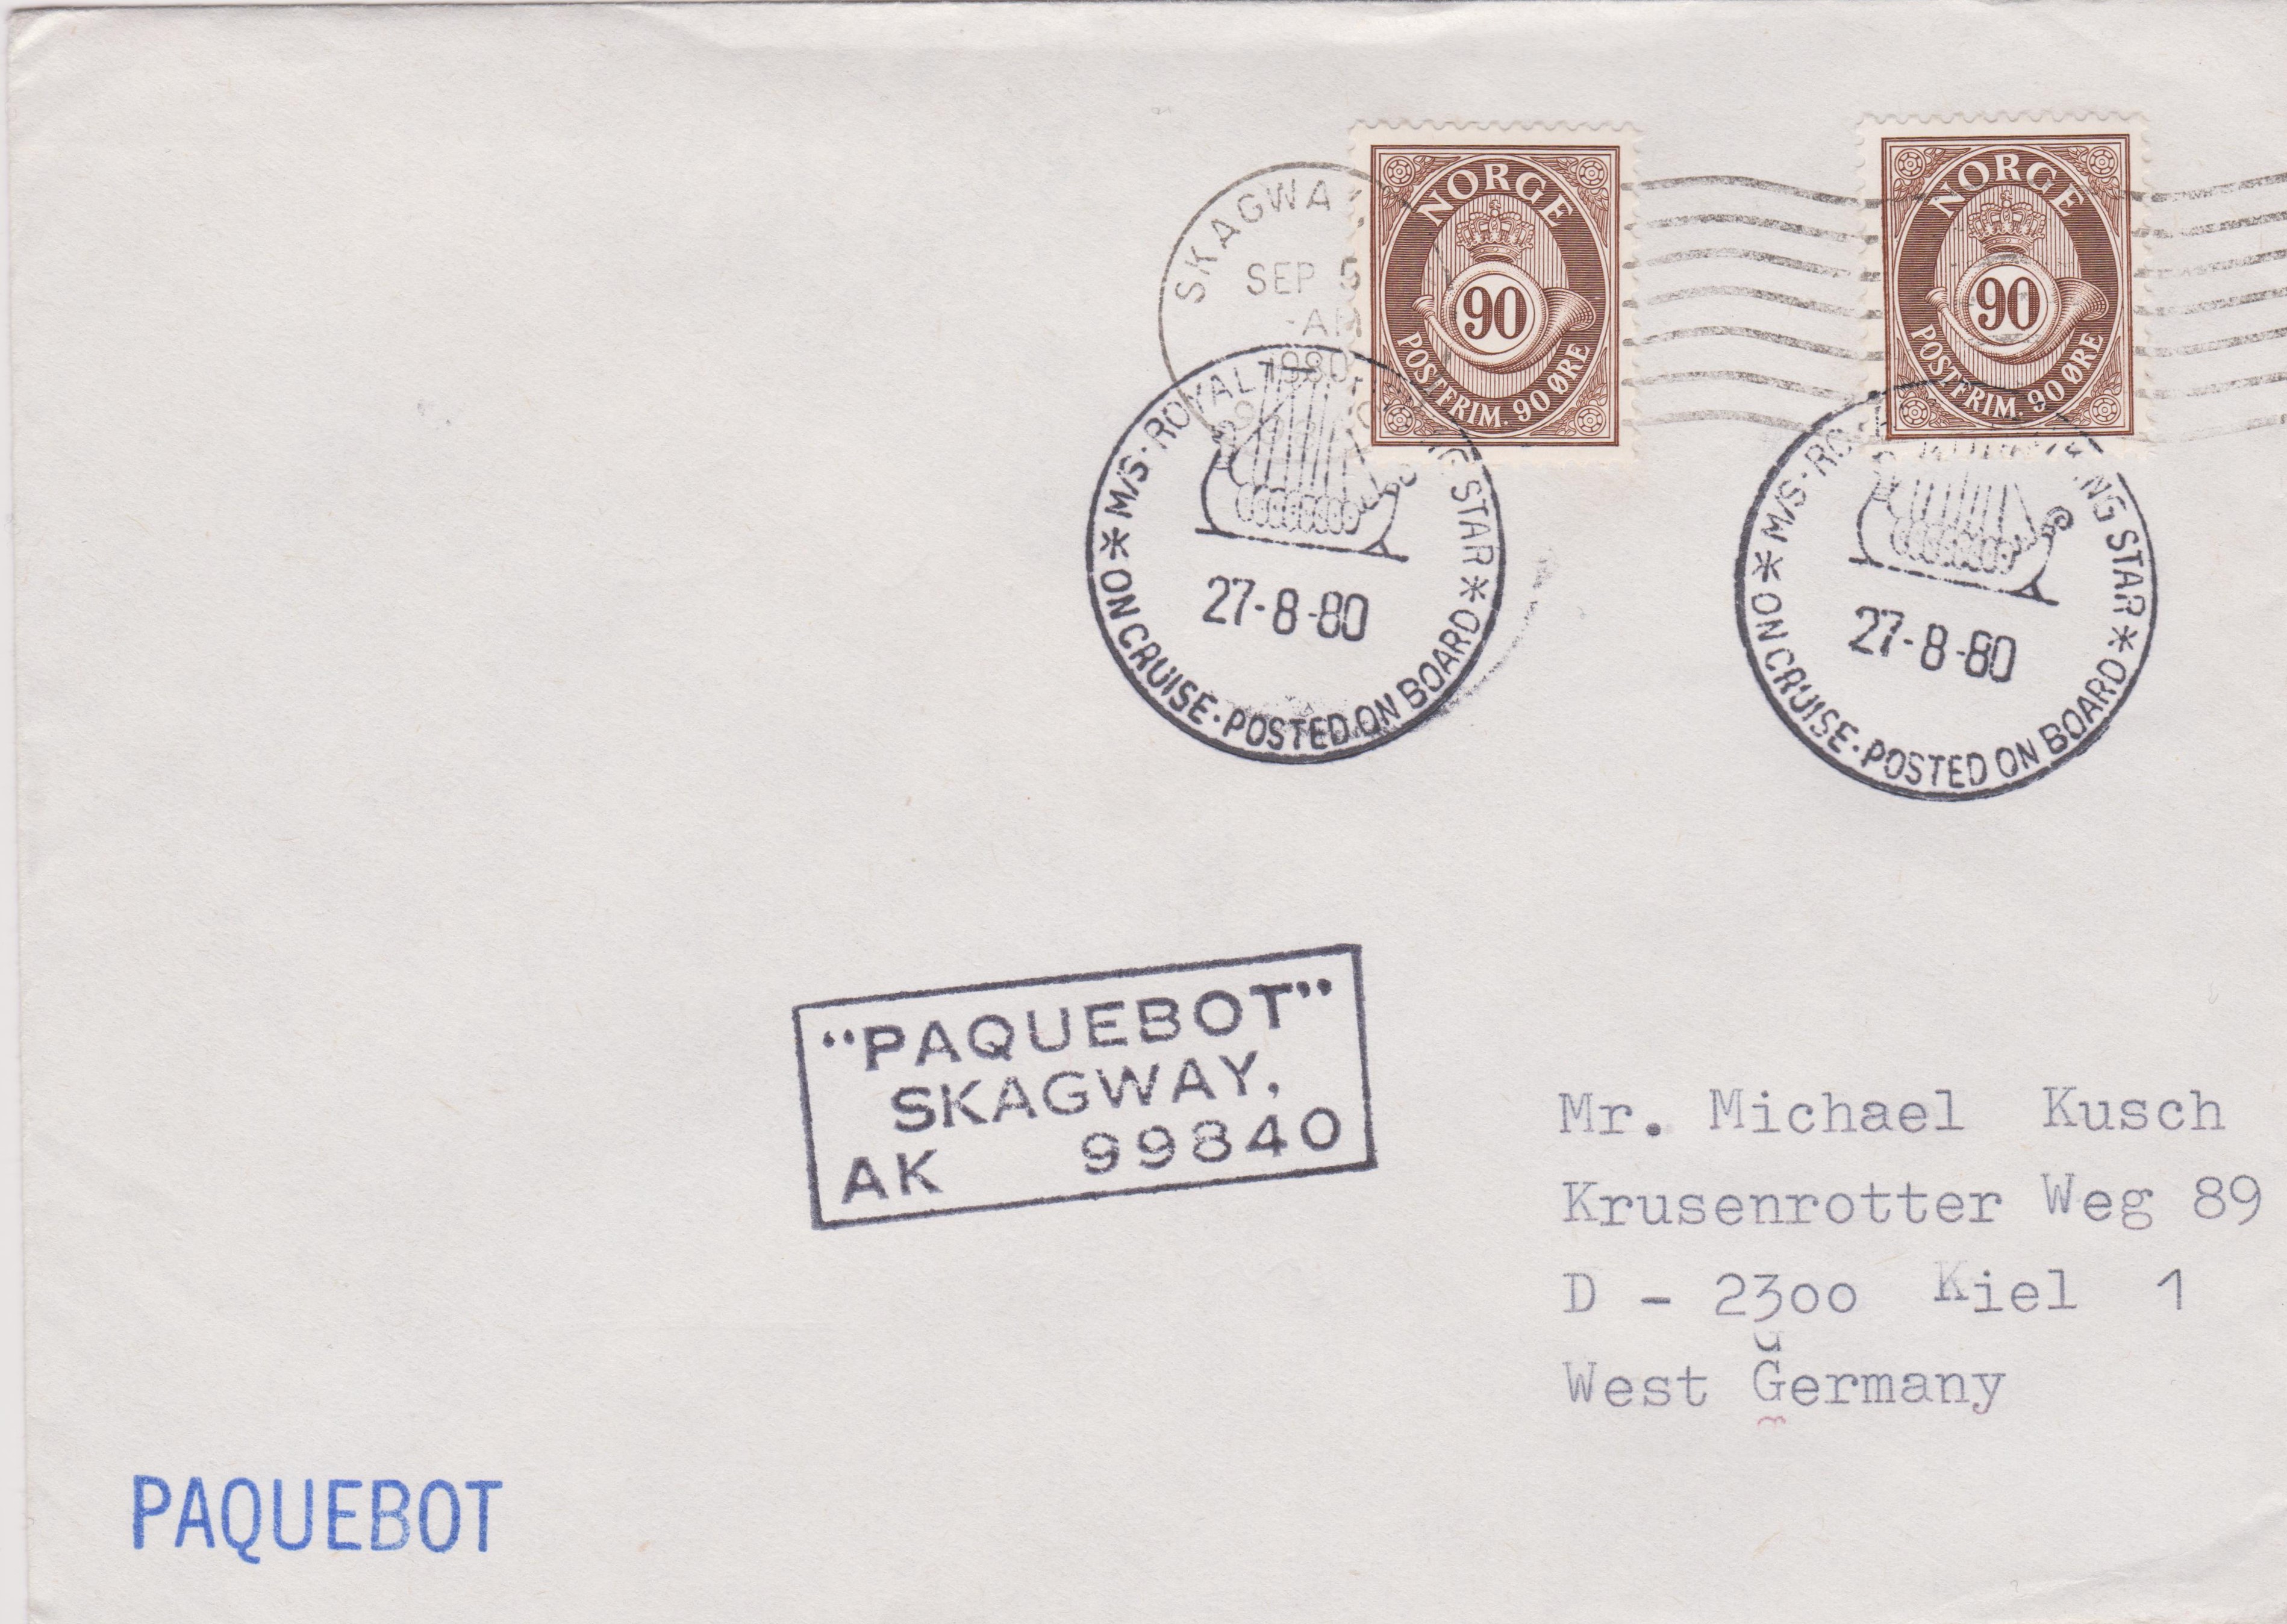 SKAGWA
SEP 5
1980
NORGE
90
POSTFRIM. 90 ØRE
NORGE
90
POSTFRIM. 90 ØRE
* M/S · ROYAL STAR *
27-8-80
ON CRUISE · POSTED ON BOARD
* M/S · STAR *
27-8-80
ON CRUISE · POSTED ON BOARD
“PAQUEBOT”
SKAGWAY,
AK 99840
Mr. Michael Kusch
Krusenrotter Weg 89
D - 2300 Kiel 1
West Germany
PAQUEBOT